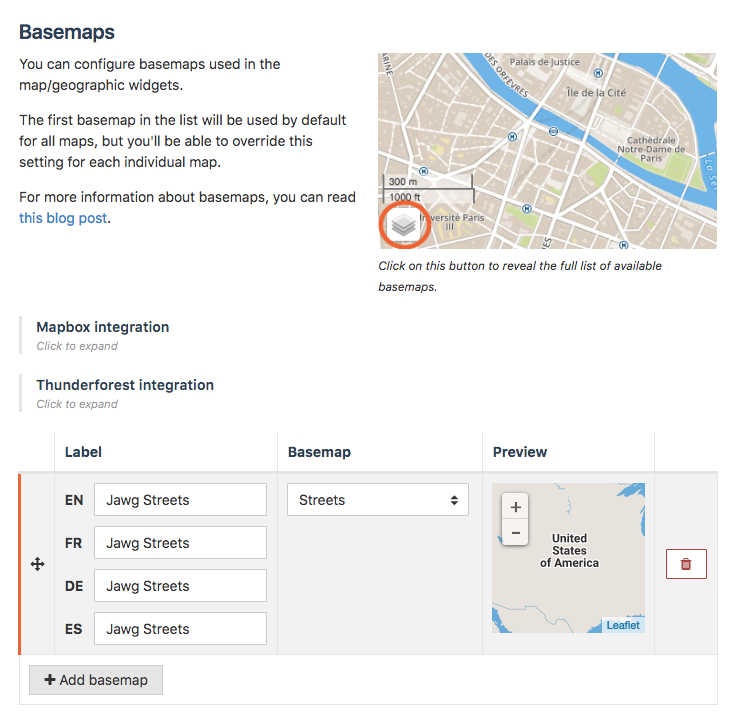 Basemaps
You can configure basemaps used in the
map/geographic widgets.
The first basemap in the list will be used by default
for all maps, but you'll be able to override this
setting for each individual map.
For more information about basemaps, you can read
this blog post.
DES ORFÈVRES
Palais de Justice
Île de la Cité
Cathédrale
Notre-Dame de
Paris
300 m
1000 ft
Université Paris
III
Click on this button to reveal the full list of available
basemaps.
Mapbox integration
Click to expand
Thunderforest integration
Click to expand
Label
Basemap
Preview
EN
Jawg Streets
FR
Jawg Streets
DE
Jawg Streets
ES
Jawg Streets
Streets
+
−
United
States
of America
Leaflet
Add basemap